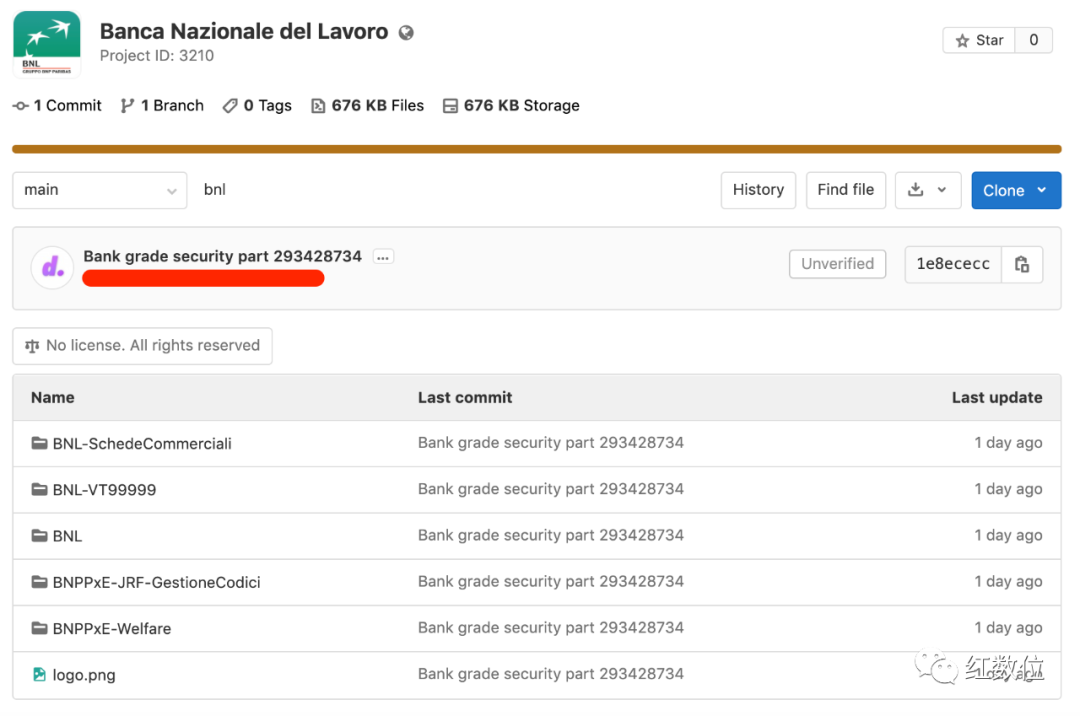 Banca Nazionale del Lavoro
Project ID: 3210
BNL
GRUPPO BNP PARIBAS
Star 0
1 Commit 1 Branch 0 Tags 676 KB Files 676 KB Storage
main bnl History Find file Clone
Bank grade security part 293428734 ...
d.
Unverified 1e8ececc
No license. All rights reserved
Name Last commit Last update
BNL-SchedeCommerciali Bank grade security part 293428734 1 day ago
BNL-VT99999 Bank grade security part 293428734 1 day ago
BNL Bank grade security part 293428734 1 day ago
BNPPxE-JRF-GestioneCodici Bank grade security part 293428734 1 day ago
BNPPxE-Welfare Bank grade security part 293428734 1 day ago
logo.png Bank grade security part 293428734
红数位